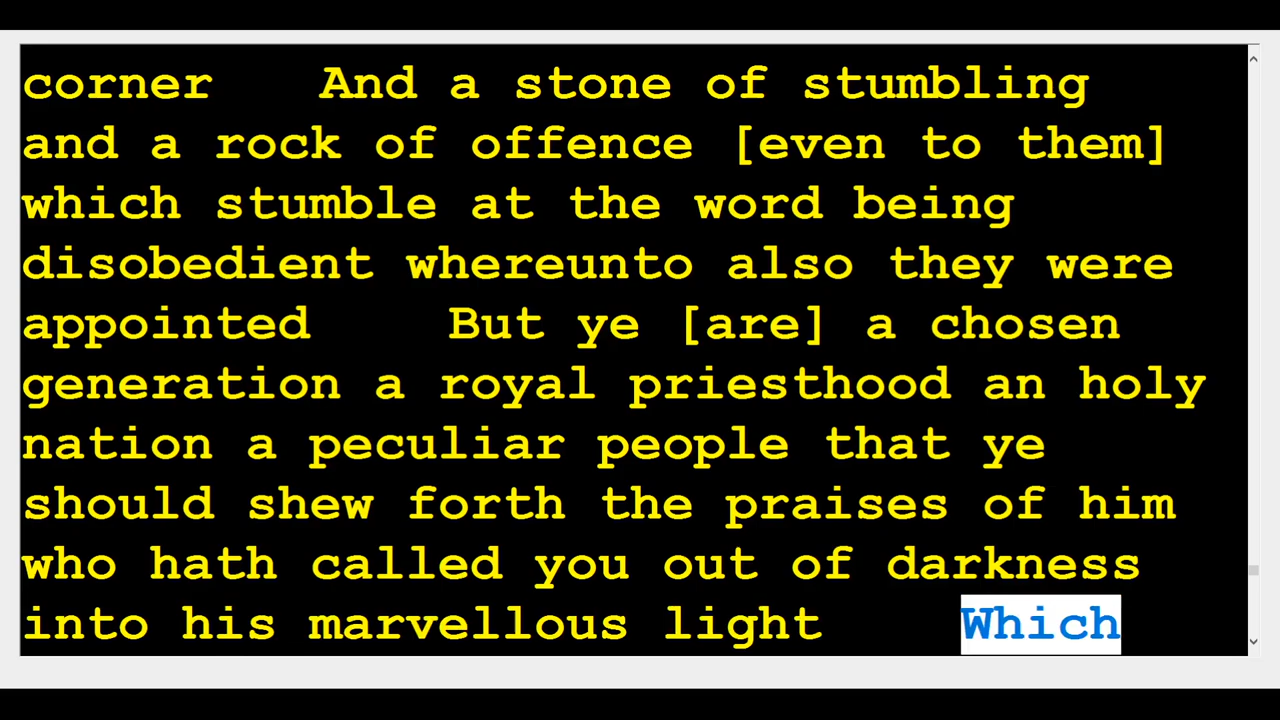 corner And a stone of stumbling
and a rock of offence [even to them]
which stumble at the word being
disobedient whereunto also they were
appointed But ye [are] a chosen
generation a royal priesthood an holy
nation a peculiar people that ye
should shew forth the praises of him
who hath called you out of darkness
into his marvellous light Which